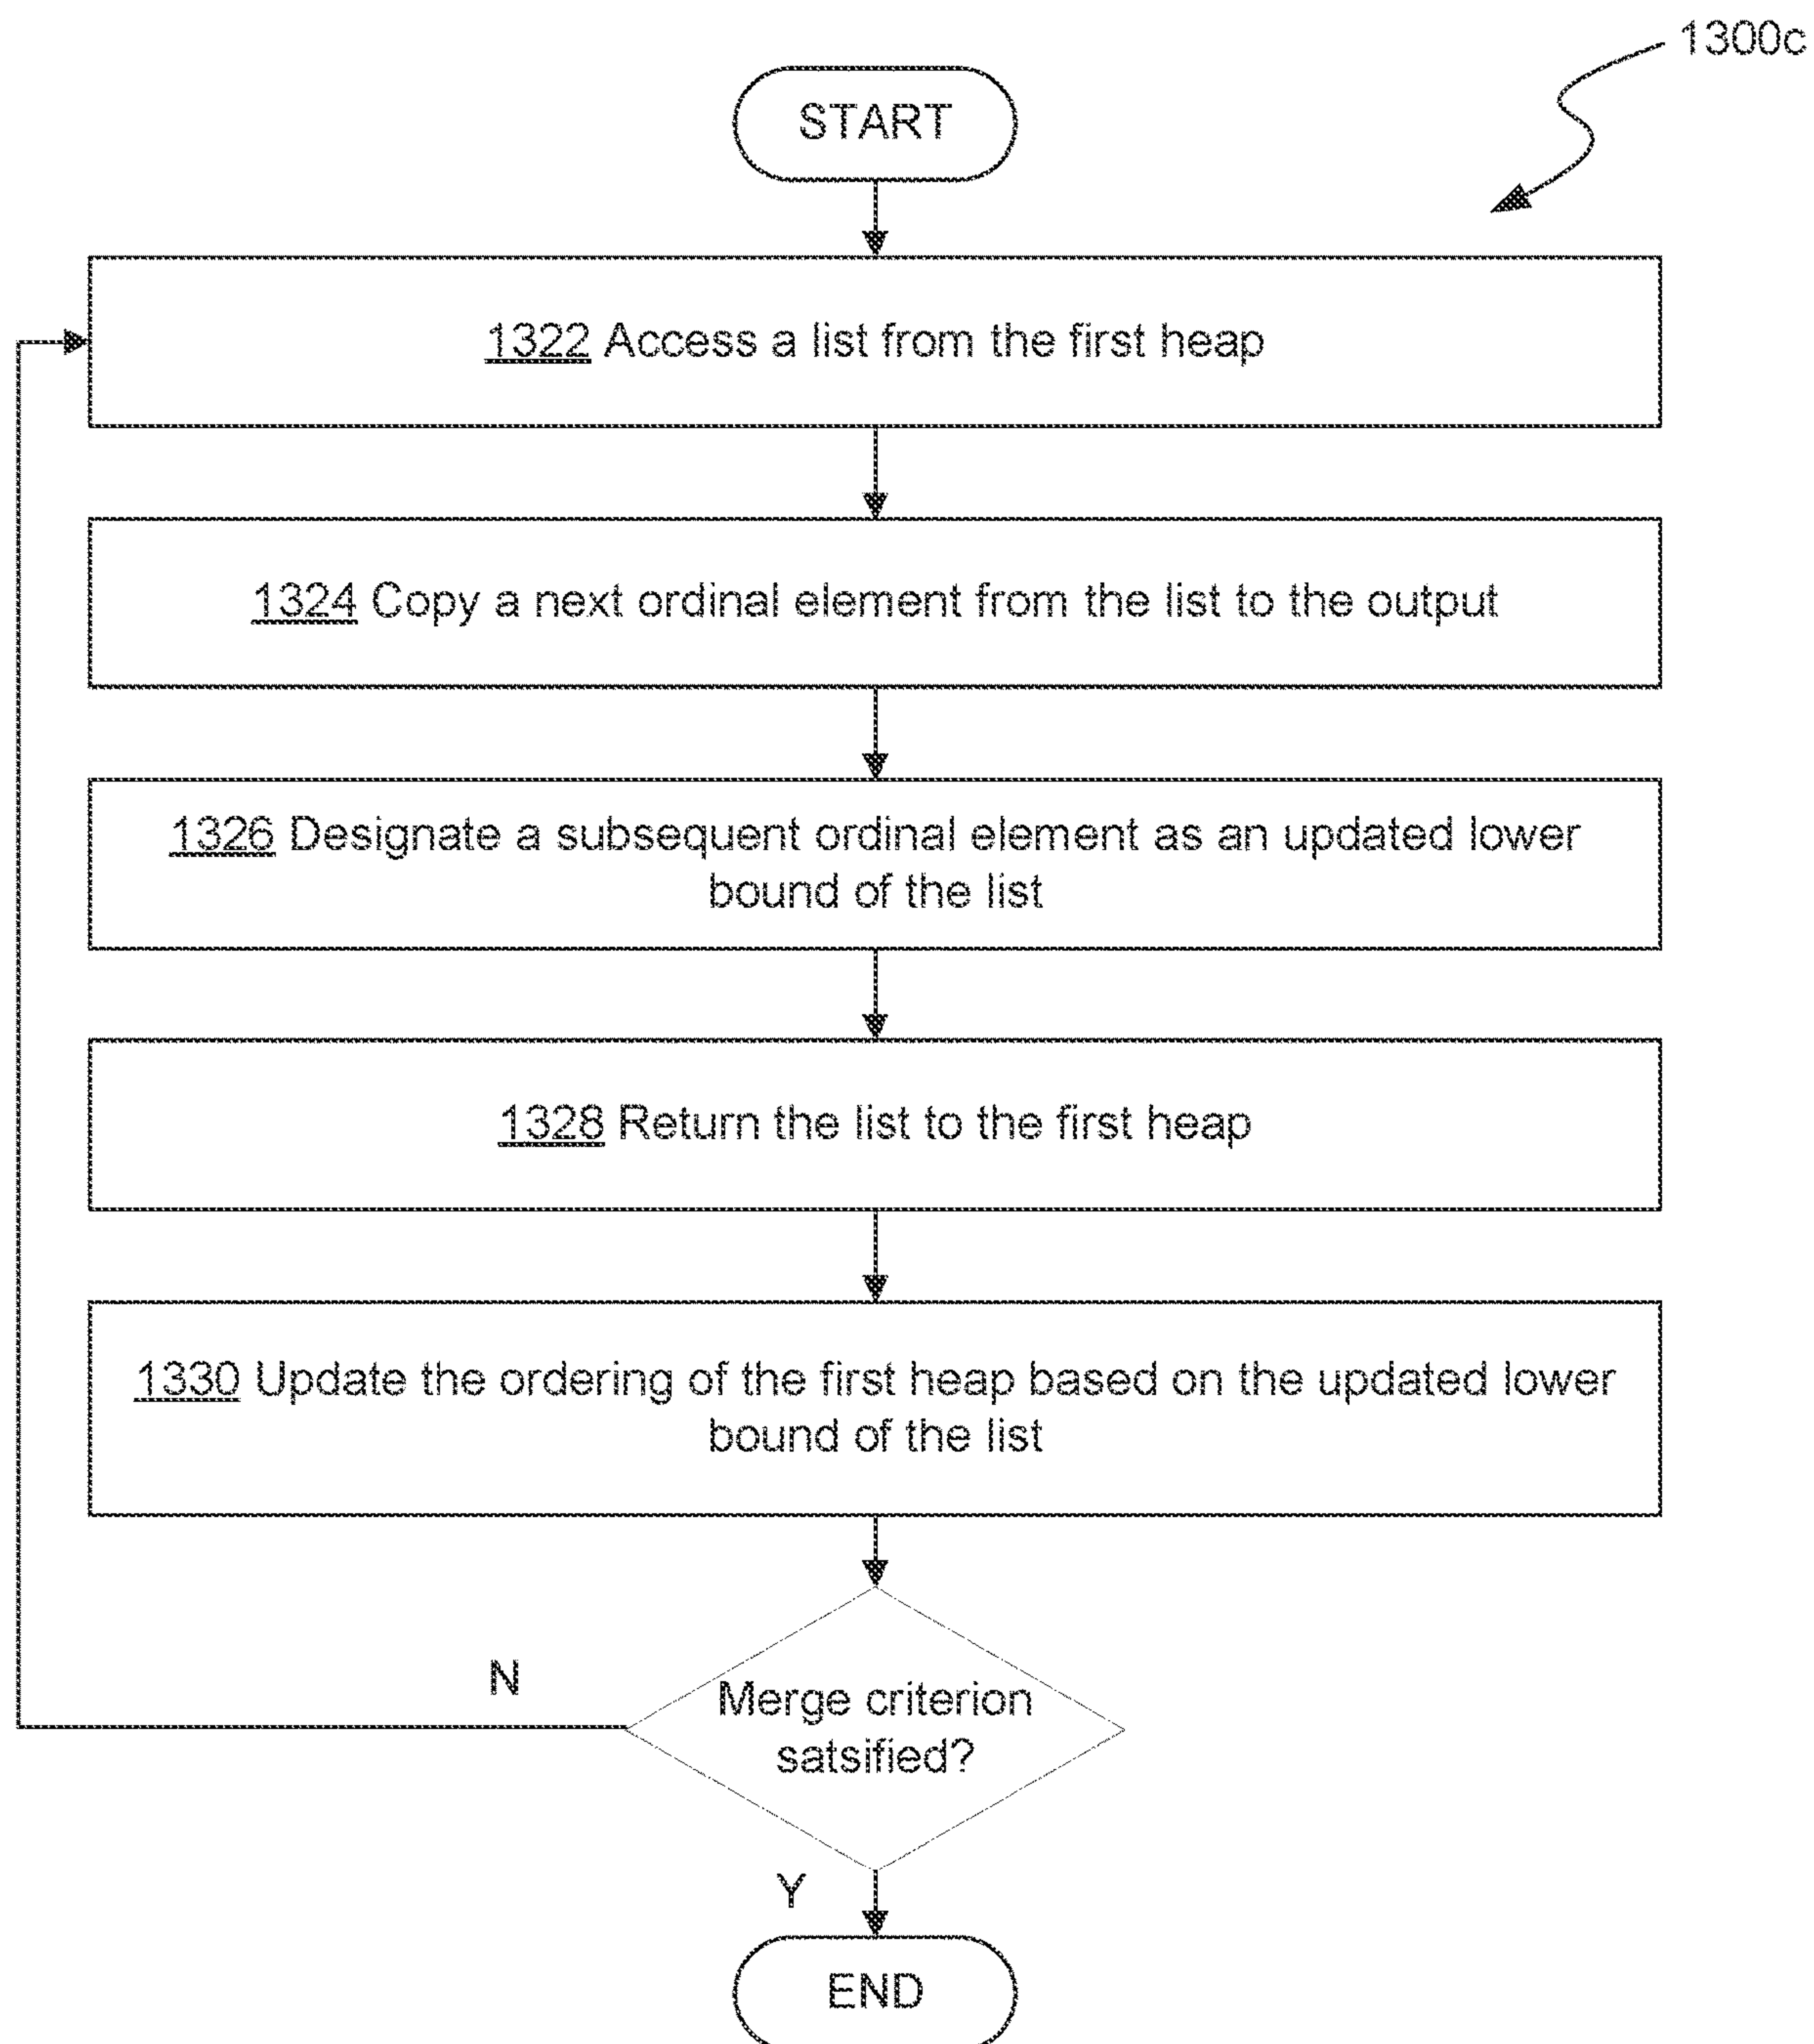 1300c
START
1322 Access a list from the first heap
1324 Copy a next ordinal element from the list to the output
1326 Designate a subsequent ordinal element as an updated lower
bound of the list
1328 Return the list to the first heap
1330 Update the ordering of the first heap based on the updated lower
bound of the list
N
Merge criterion
satsified?
Y
END